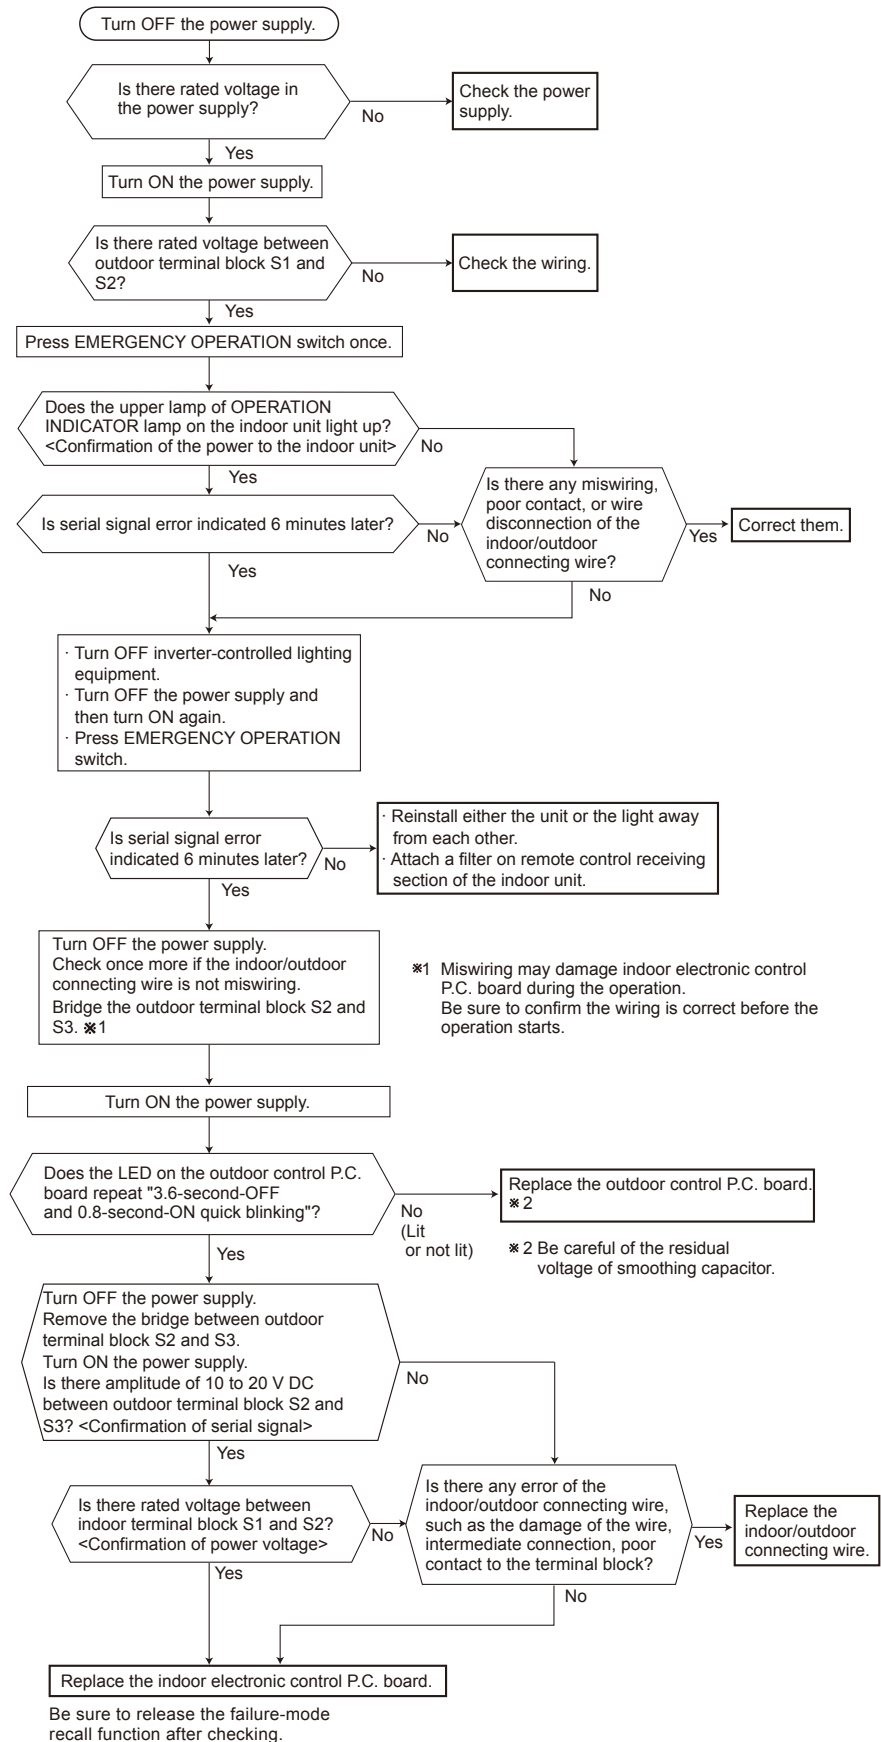 Turn OFF the power supply.
Is there rated voltage in
the power supply?
No
Check the power
supply.
Yes
Turn ON the power supply.
Is there rated voltage between
outdoor terminal block S1 and
S2?
No
Check the wiring.
Yes
Press EMERGENCY OPERATION switch once.
Does the upper lamp of OPERATION
INDICATOR lamp on the indoor unit light up?
<Confirmation of the power to the indoor unit>
No
Yes
Is serial signal error indicated 6 minutes later?
No
Is there any miswiring,
poor contact, or wire
disconnection of the
indoor/outdoor
connecting wire?
Yes
Correct them.
Yes
No
· Turn OFF inverter-controlled lighting
equipment.
· Turn OFF the power supply and
then turn ON again.
· Press EMERGENCY OPERATION
switch.
Is serial signal error
indicated 6 minutes later?
No
· Reinstall either the unit or the light away
from each other.
· Attach a filter on remote control receiving
section of the indoor unit.
Yes
Turn OFF the power supply.
Check once more if the indoor/outdoor
connecting wire is not miswiring.
Bridge the outdoor terminal block S2 and
S3. ※1
※1 Miswiring may damage indoor electronic control
P.C. board during the operation.
Be sure to confirm the wiring is correct before the
operation starts.
Turn ON the power supply.
Does the LED on the outdoor control P.C.
board repeat "3.6-second-OFF
and 0.8-second-ON quick blinking"?
No
(Lit
or not lit)
Replace the outdoor control P.C. board.
※2
※2 Be careful of the residual
voltage of smoothing capacitor.
Yes
Turn OFF the power supply.
Remove the bridge between outdoor
terminal block S2 and S3.
Turn ON the power supply.
Is there amplitude of 10 to 20 V DC
between outdoor terminal block S2 and
S3? <Confirmation of serial signal>
No
Yes
Is there rated voltage between
indoor terminal block S1 and S2?
<Confirmation of power voltage>
No
Is there any error of the
indoor/outdoor connecting wire,
such as the damage of the wire,
intermediate connection, poor
contact to the terminal block?
Yes
Replace the
indoor/outdoor
connecting wire.
Yes
No
Replace the indoor electronic control P.C. board.
Be sure to release the failure-mode
recall function after checking.